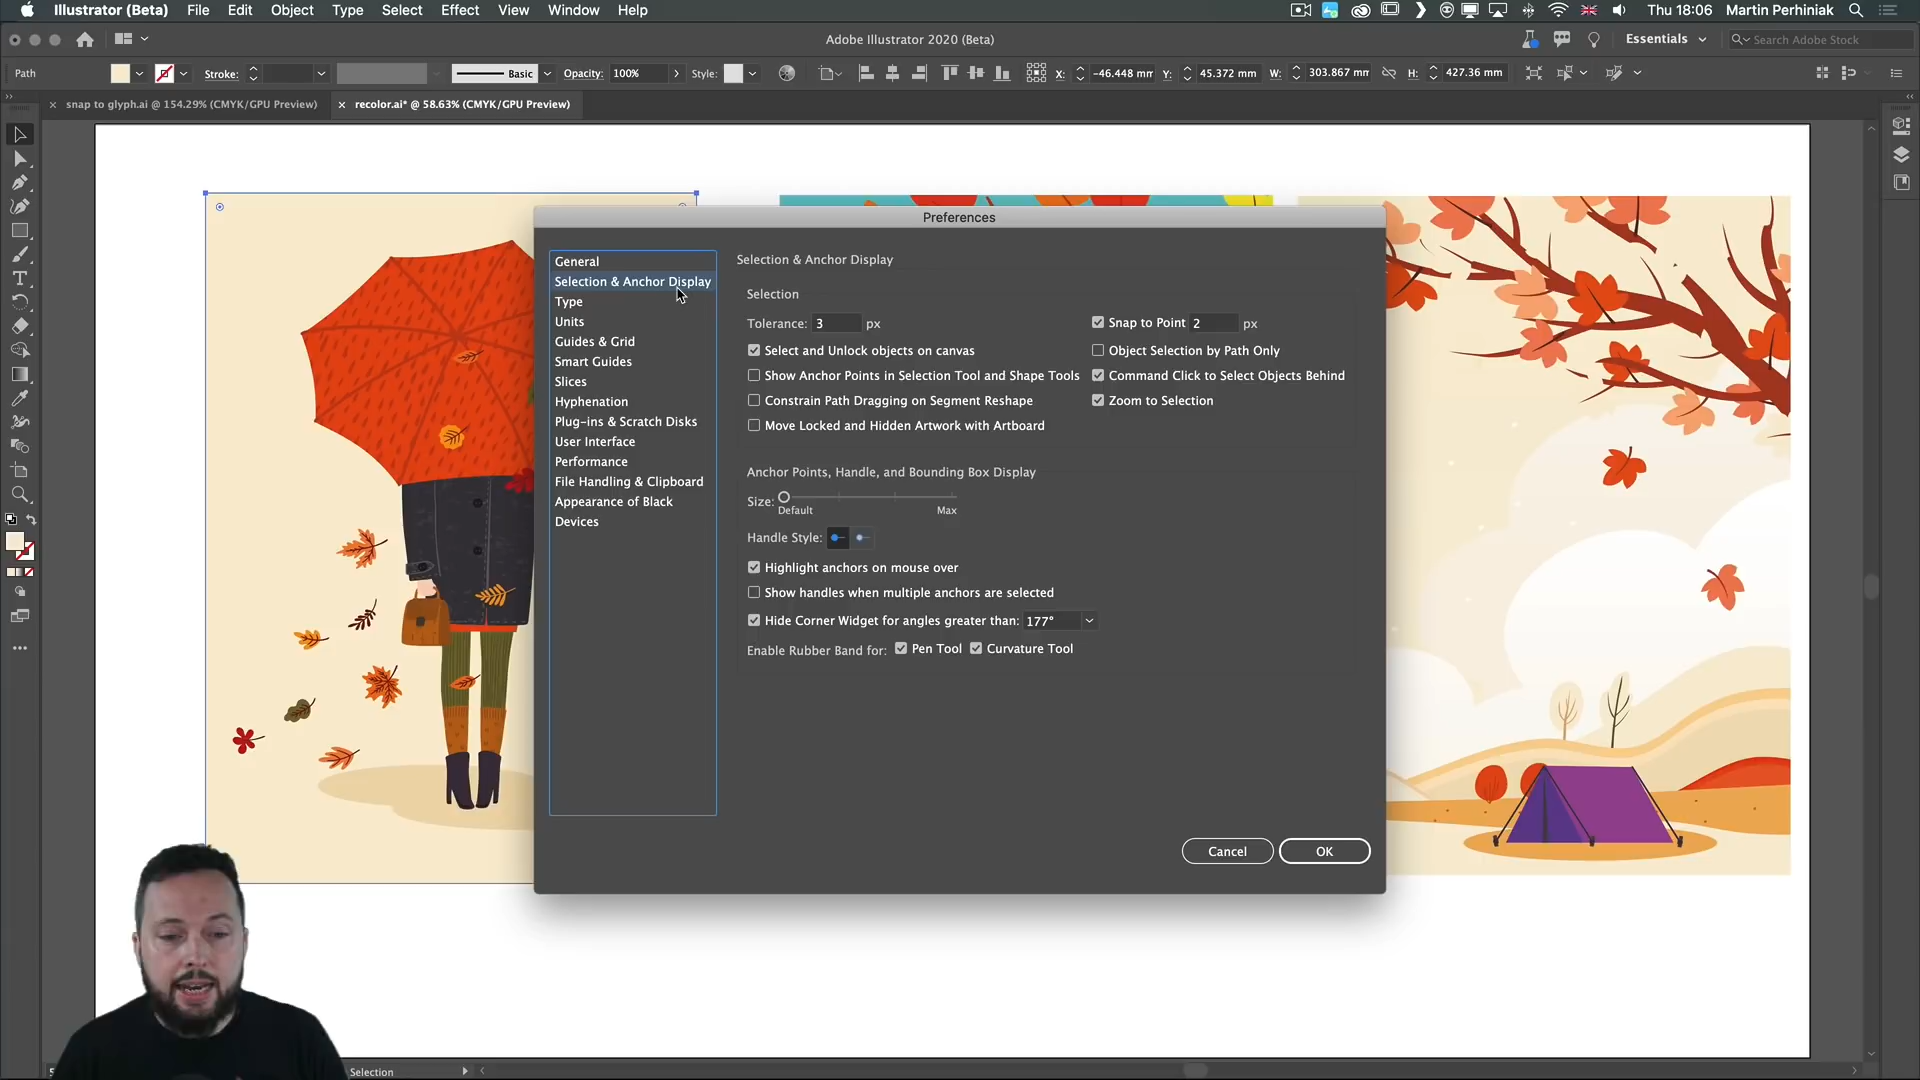 Illustrator (Beta) File Edit Object Type Select Effect View Window Help Thu 18:06 Martin Perhiniak
Adobe Illustrator 2020 (Beta) Essentials Search Adobe Stock
Path Stroke: Basic Opacity: 100% Style: X: -46.448 mm Y: 45.372 mm W: 303.867 mm H: 427.36 mm
snap to glyph.ai @ 154.29% (CMYK/GPU Preview) recolor.ai* @ 58.63% (CMYK/GPU Preview)
Preferences
General
Selection & Anchor Display
Type
Units
Guides & Grid
Smart Guides
Slices
Hyphenation
Plug-ins & Scratch Disks
User Interface
Performance
File Handling & Clipboard
Appearance of Black
Devices
Selection & Anchor Display
Selection
Tolerance: 3 px Snap to Point 2 px
Select and Unlock objects on canvas Object Selection by Path Only
Show Anchor Points in Selection Tool and Shape Tools Command Click to Select Objects Behind
Constrain Path Dragging on Segment Reshape Zoom to Selection
Move Locked and Hidden Artwork with Artboard
Anchor Points, Handle, and Bounding Box Display
Size:
Default Max
Handle Style:
Highlight anchors on mouse over
Show handles when multiple anchors are selected
Hide Corner Widget for angles greater than: 177°
Enable Rubber Band for: Pen Tool Curvature Tool
Cancel OK
Selection